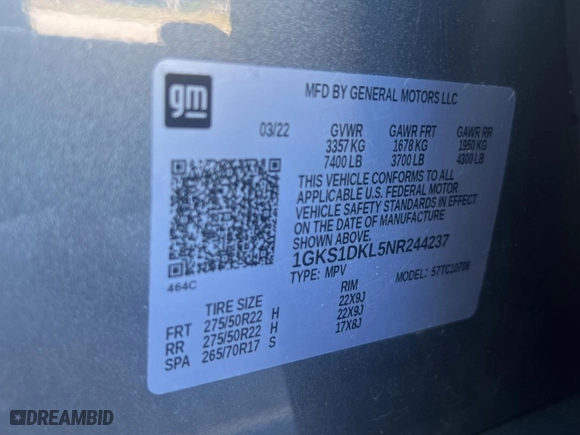 gm
MFD BY GENERAL MOTORS LLC
03/22 GVWR GAWR FRT GAWR RR
3357 KG 1678 KG 1950 KG
7400 LB 3700 LB 4300 LB
THIS VEHICLE CONFORMS TO ALL
APPLICABLE U.S. FEDERAL MOTOR
VEHICLE SAFETY STANDARDS IN EFFECT
ON THE DATE OF MANUFACTURE
SHOWN ABOVE.
1GKS1DKL5NR244237
TYPE: MPV MODEL: 57TC10706
464C
TIRE SIZE RIM
FRT 275/50R22 H 22X9J
RR 275/50R22 H 22X9J
SPA 265/70R17 S 17X8J
DREAMBID